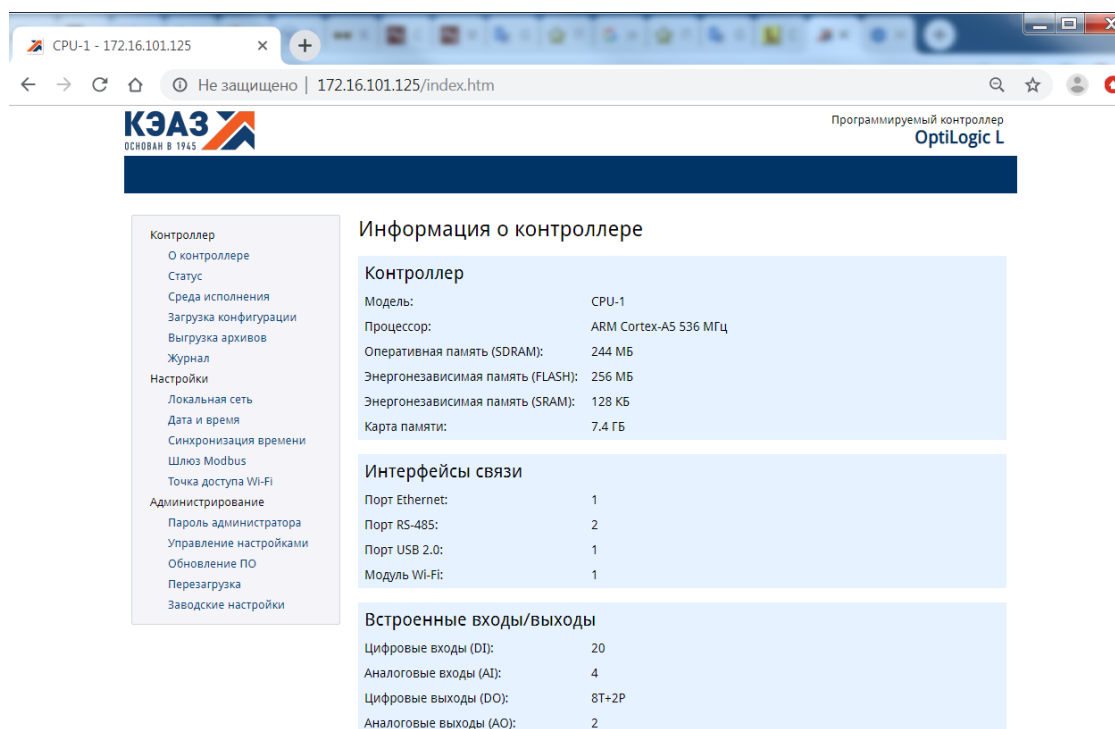 CPU-1 - 172.16.101.125
Не защищено | 172.16.101.125/index.htm
КЭАЗ
ОСНОВАН В 1945
Программируемый контроллер
OptiLogic L
Контроллер
О контроллере
Статус
Среда исполнения
Загрузка конфигурации
Выгрузка архивов
Журнал
Настройки
Локальная сеть
Дата и время
Синхронизация времени
Шлюз Modbus
Точка доступа Wi-Fi
Администрирование
Пароль администратора
Управление настройками
Обновление ПО
Перезагрузка
Заводские настройки
Информация о контроллере
Контроллер
Модель: CPU-1
Процессор: ARM Cortex-A5 536 МГц
Оперативная память (SDRAM): 244 МБ
Энергонезависимая память (FLASH): 256 МБ
Энергонезависимая память (SRAM): 128 КБ
Карта памяти: 7.4 ГБ
Интерфейсы связи
Порт Ethernet: 1
Порт RS-485: 2
Порт USB 2.0: 1
Модуль Wi-Fi: 1
Встроенные входы/выходы
Цифровые входы (DI): 20
Аналоговые входы (AI): 4
Цифровые выходы (DO): 8T+2P
Аналоговые выходы (AO): 2